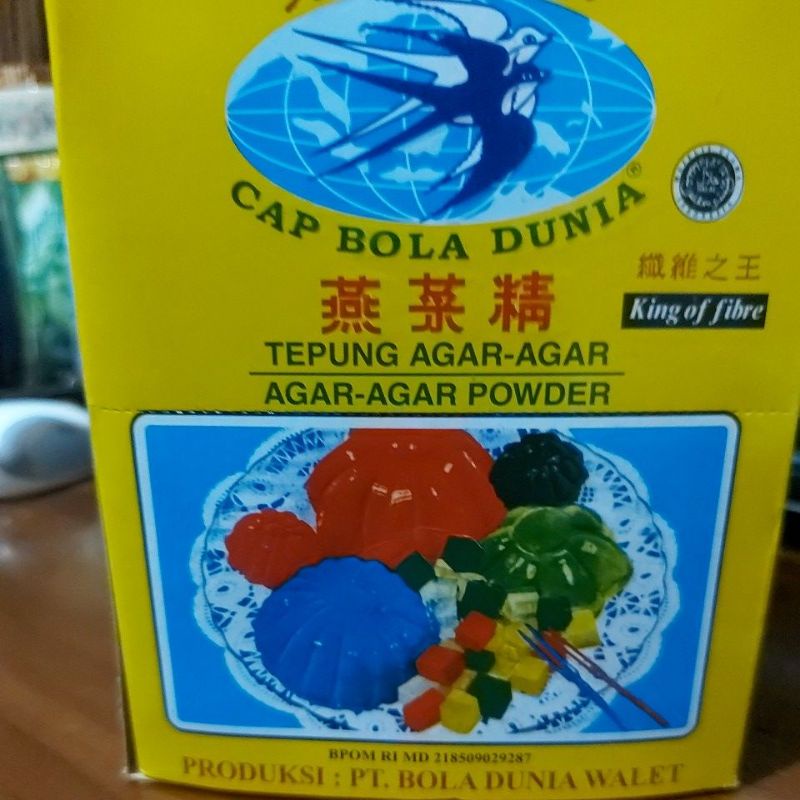 CAP BOLA DUNIA®
纖維之王
King of fibre
燕菜精
TEPUNG AGAR-AGAR
AGAR-AGAR POWDER
BPOM RI MD 218509029287
PRODUKSI : PT. BOLA DUNIA WALET